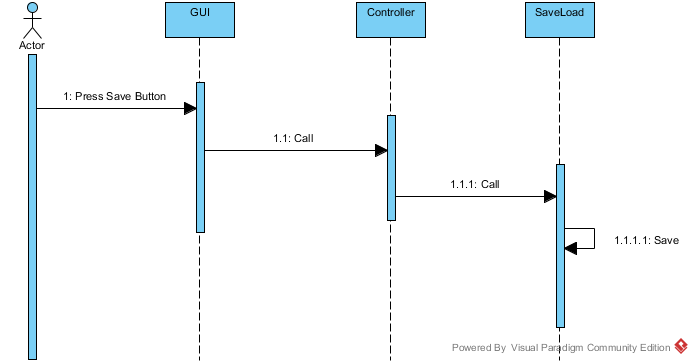 GUI
Controller
SaveLoad
Actor
1: Press Save Button
1.1: Call
1.1.1: Call
1.1.1.1: Save
Powered By Visual Paradigm Community Edition